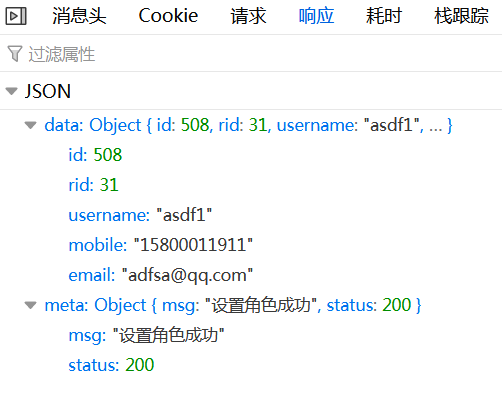 消息头 Cookie 请求 响应 耗时 栈跟踪
过滤属性
JSON
data: Object { id: 508, rid: 31, username: "asdf1", … }
id: 508
rid: 31
username: "asdf1"
mobile: "15800011911"
email: "adfsa@qq.com"
meta: Object { msg: "设置角色成功", status: 200 }
msg: "设置角色成功"
status: 200